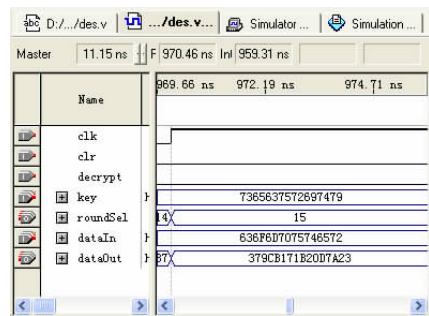 D:/.../des.v .../des.v... Simulator ... Simulation ...
Master 11.15 ns F 970.46 ns Int 959.31 ns
Name 969.66 ns 972.19 ns 974.71 ns
clk
clr
decrypt
key H 7365637572697479
roundSel 14 15
dataIn H 636F6D7075746572
dataOut H 37 379CB171B20D7A23